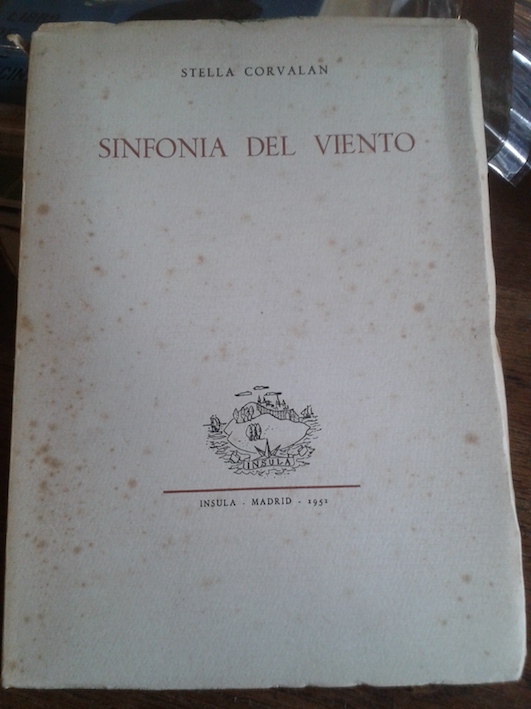 STELLA CORVALAN
SINFONIA DEL VIENTO
INSULA
INSULA - MADRID - 1951